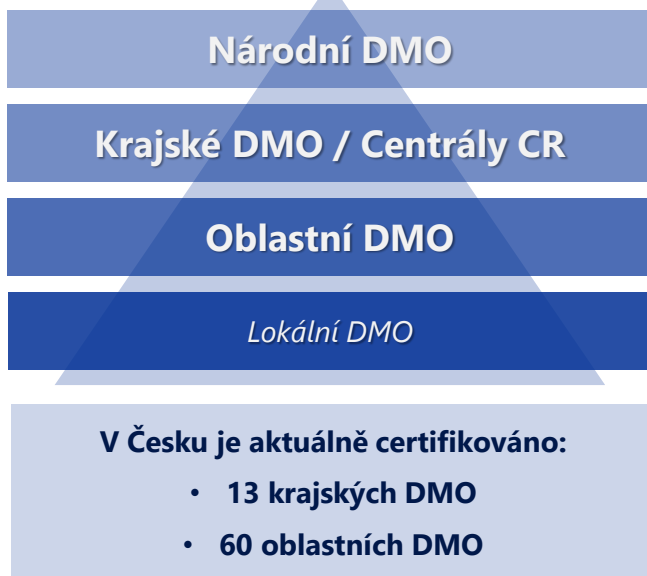 Národní DMO
Krajské DMO / Centrály CR
Oblastní DMO
Lokální DMO
V Česku je aktuálně certifikováno:
• 13 krajských DMO
• 60 oblastních DMO